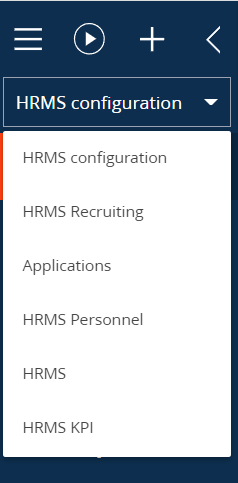 HRMS configuration
HRMS configuration
HRMS Recruiting
Applications
HRMS Personnel
HRMS
HRMS KPI